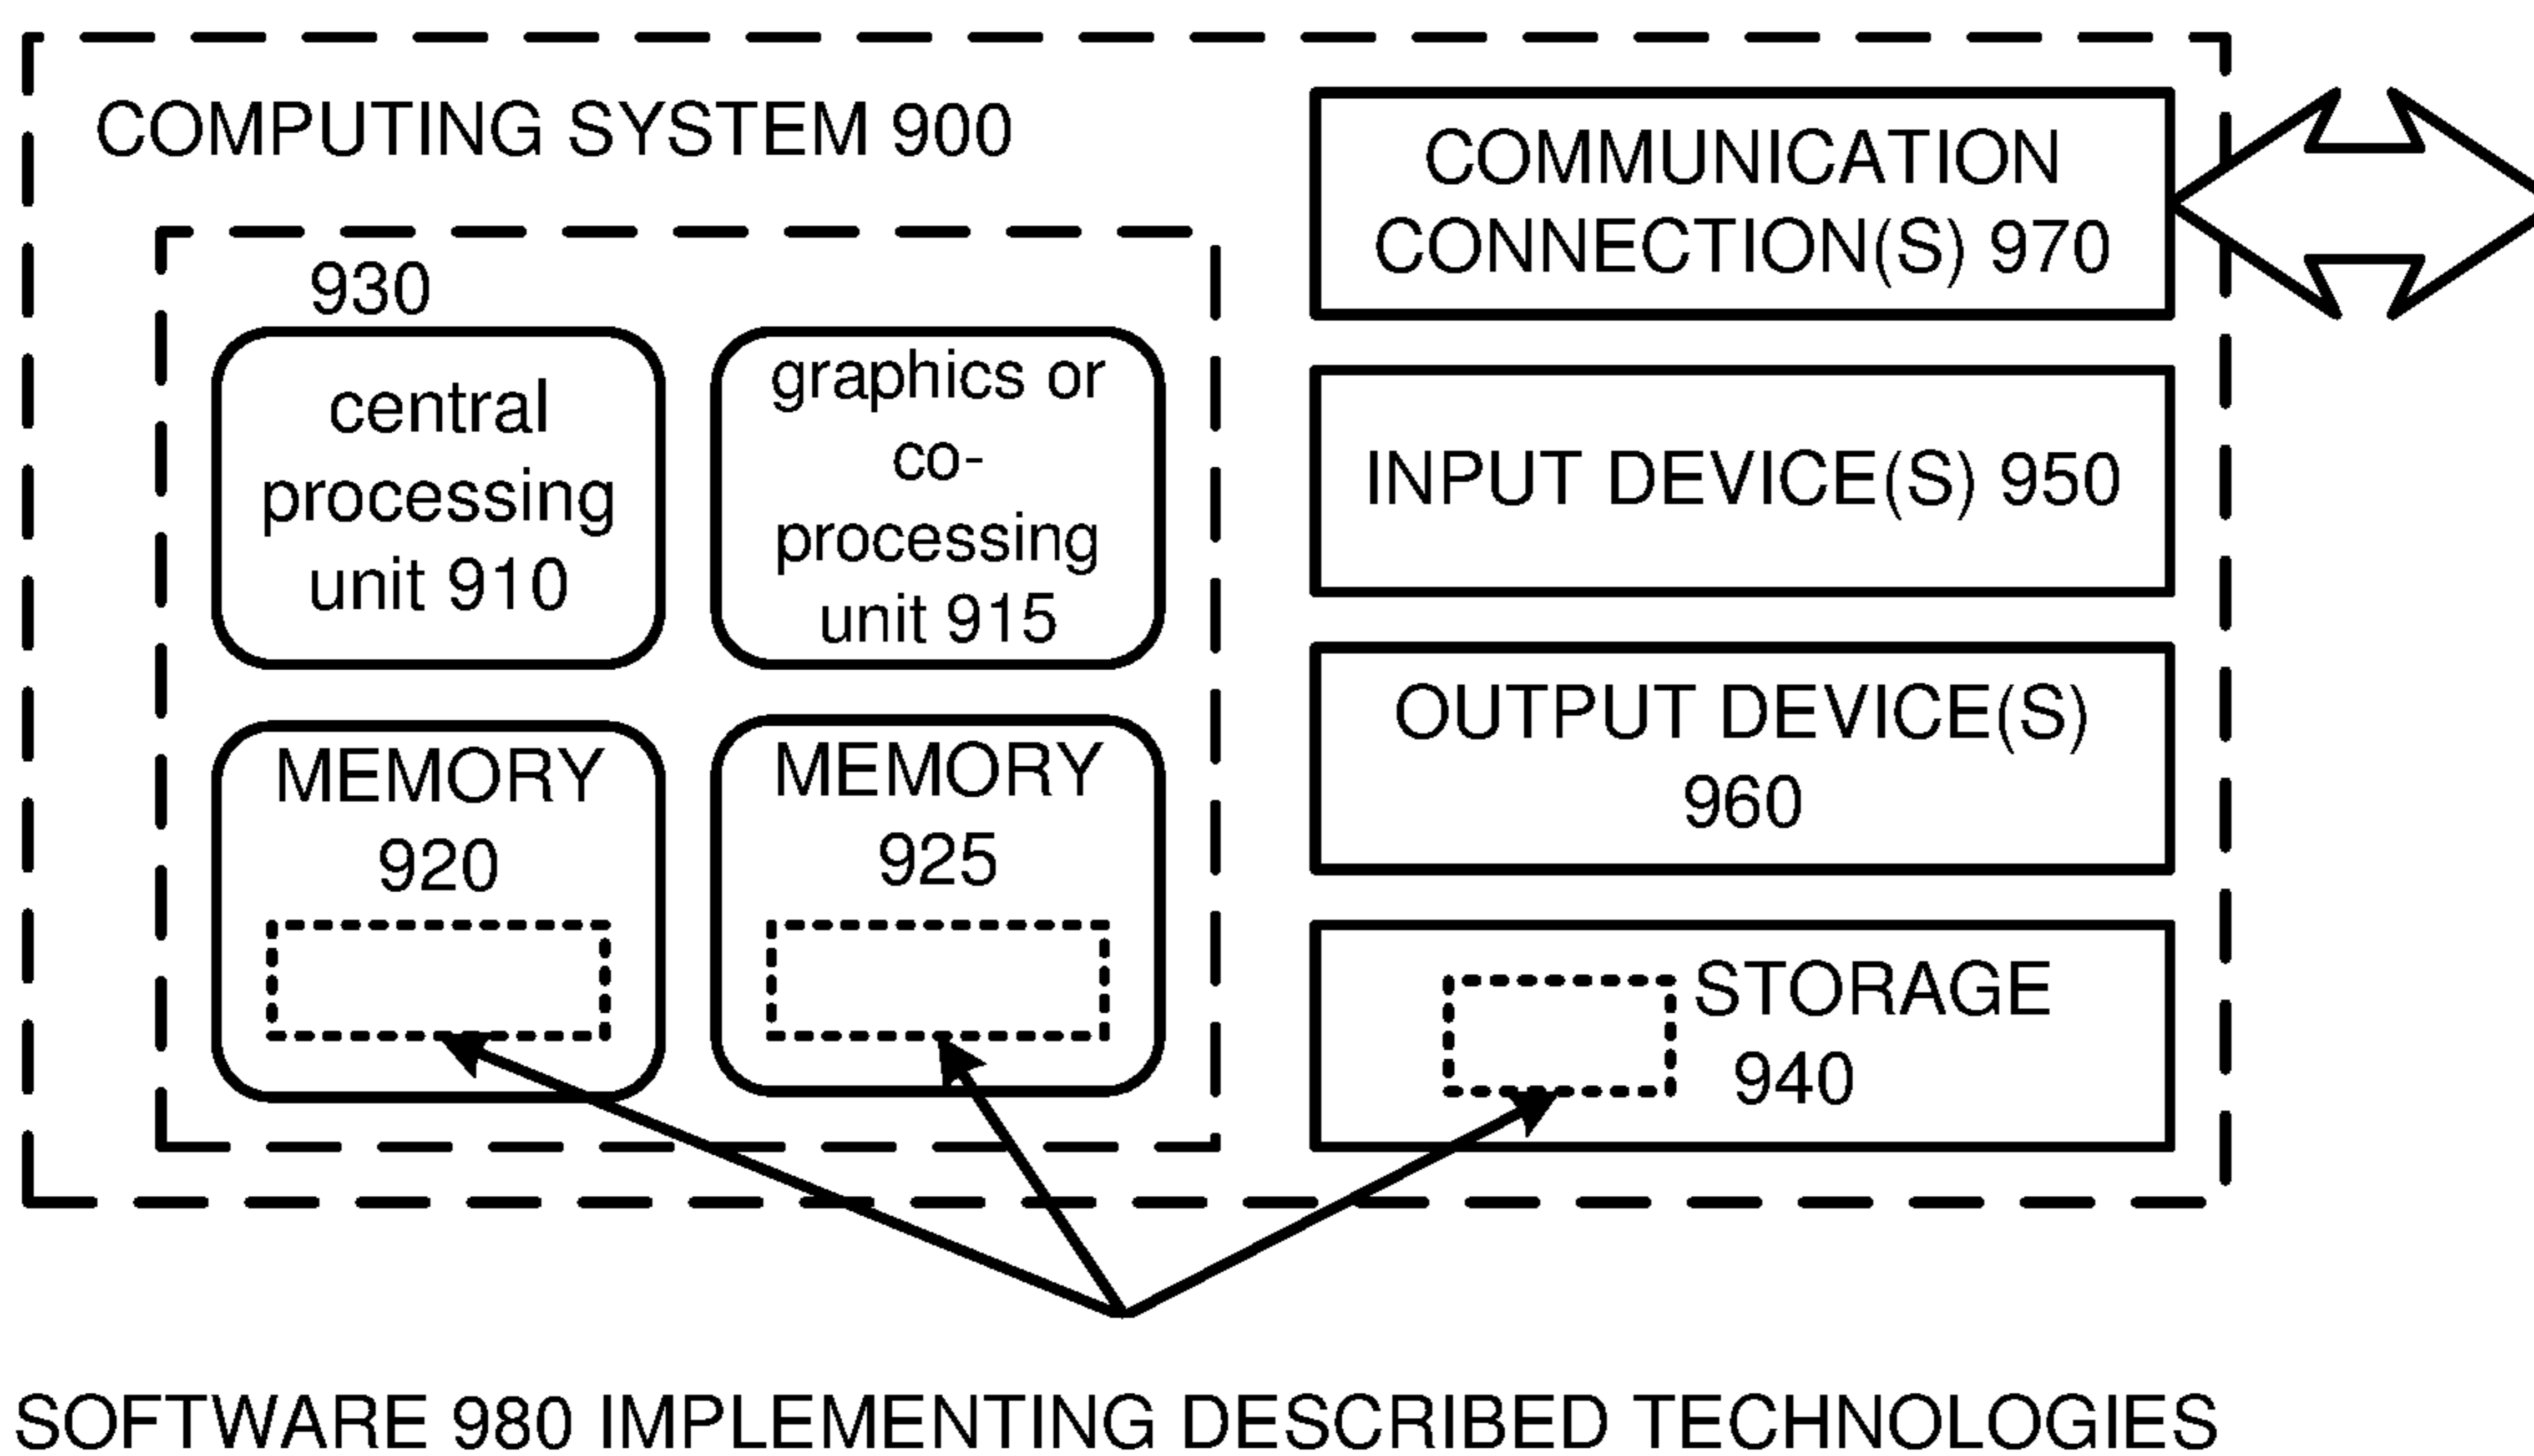 COMPUTING SYSTEM 900
930
central
processing
unit 910
graphics or
co-
processing
unit 915
MEMORY
920
MEMORY
925
COMMUNICATION
CONNECTION(S) 970
INPUT DEVICE(S) 950
OUTPUT DEVICE(S)
960
STORAGE
940
SOFTWARE 980 IMPLEMENTING DESCRIBED TECHNOLOGIES